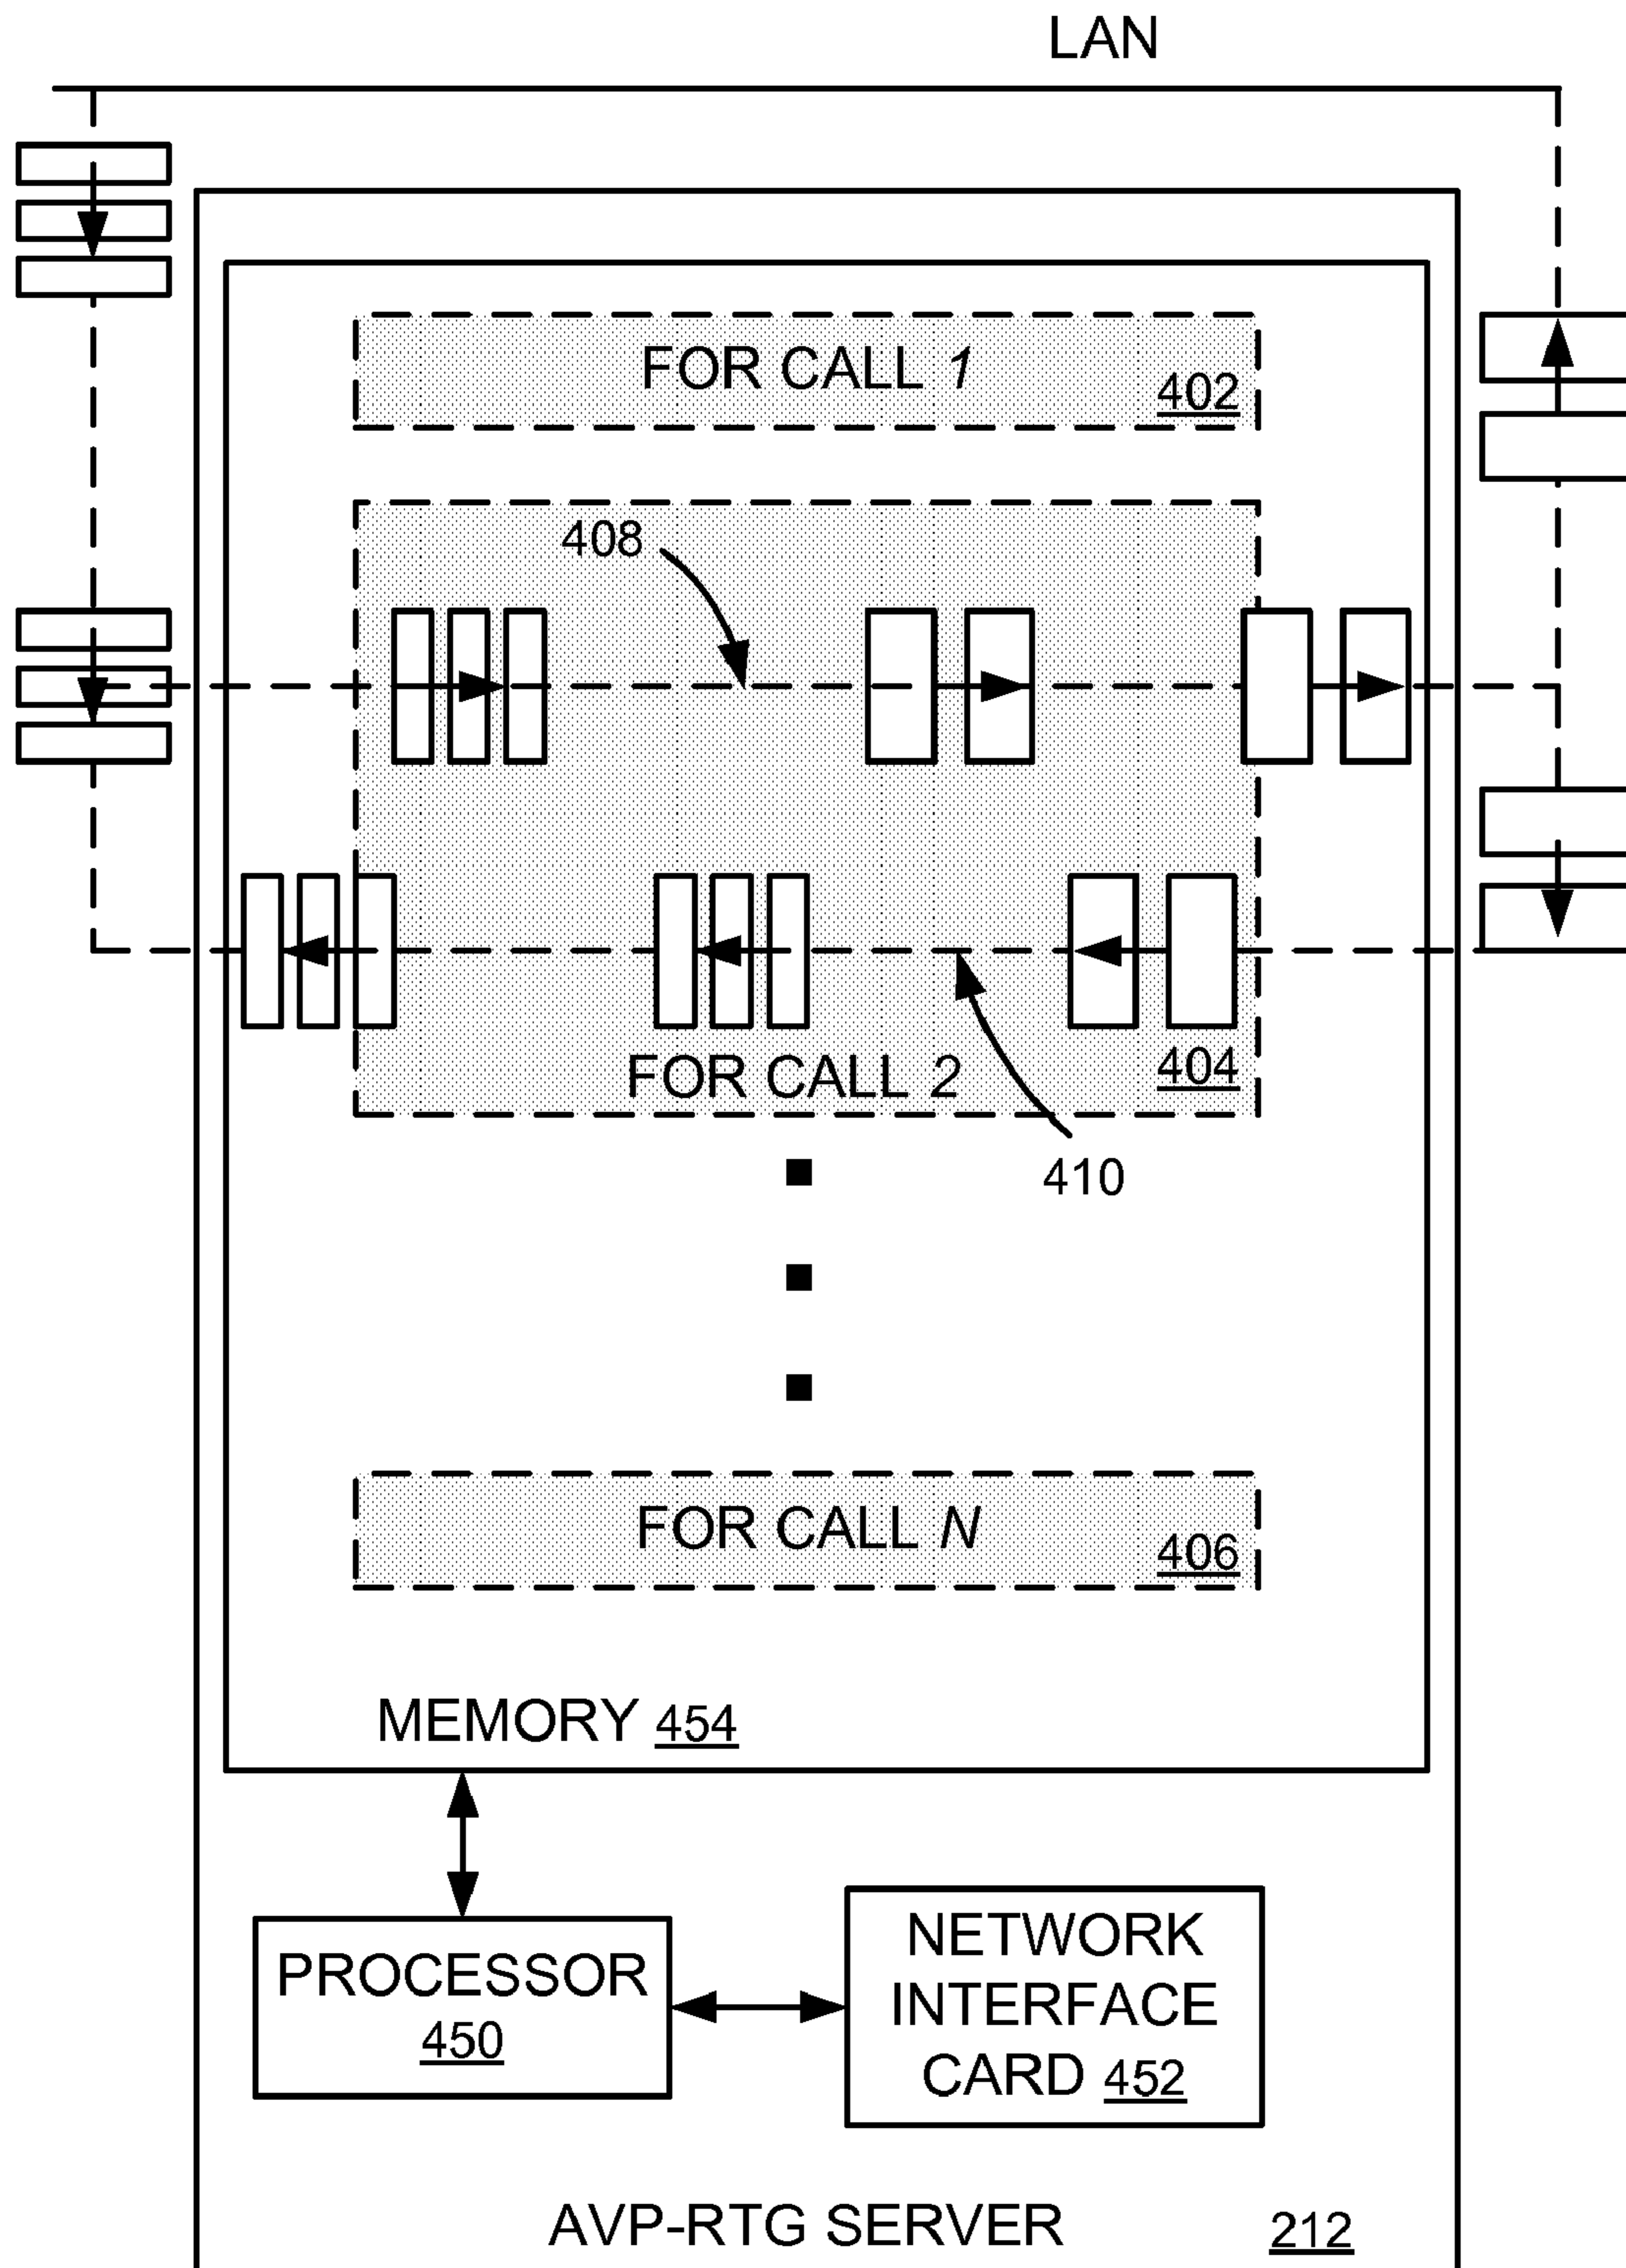 LAN
FOR CALL 1
402
408
FOR CALL 2
404
410
FOR CALL N
406
MEMORY 454
PROCESSOR
450
NETWORK
INTERFACE
CARD 452
AVP-RTG SERVER 212